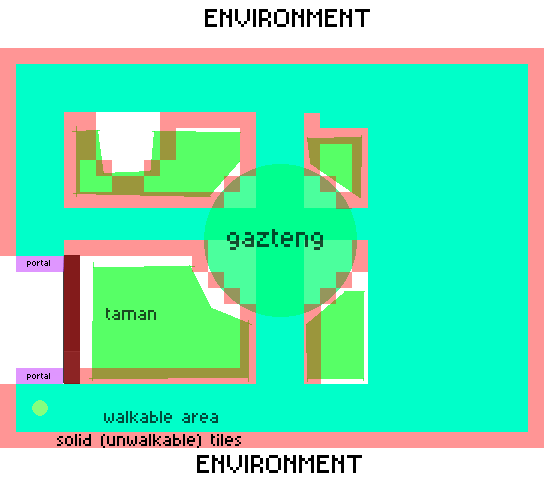 ENVIRONMENT
gazteng
portal
taman
portal
walkable area
solid (unwalkable) tiles
ENVIRONMENT